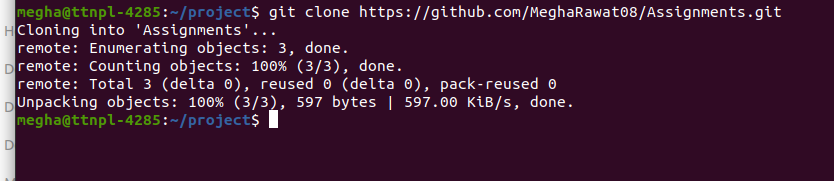 megha@ttnpl-4285:~/project$ git clone https://github.com/MeghaRawat08/Assignments.git
Cloning into 'Assignments'...
remote: Enumerating objects: 3, done.
remote: Counting objects: 100% (3/3), done.
remote: Total 3 (delta 0), reused 0 (delta 0), pack-reused 0
Unpacking objects: 100% (3/3), 597 bytes | 597.00 KiB/s, done.
megha@ttnpl-4285:~/project$